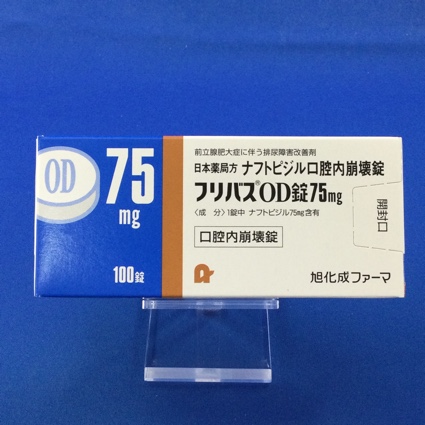 OD
75
mg
100錠
前立腺肥大症に伴う排尿障害改善剤
日本薬局方 ナフトピジル口腔内崩壊錠
フリバス®OD錠75mg
〈成 分〉1錠中 ナフトピジル75mg含有
口腔内崩壊錠
開封口
旭化成ファーマ